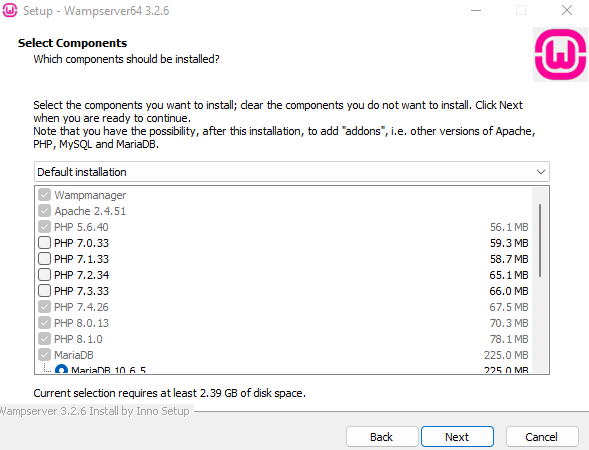 Setup - Wampserver64 3.2.6
Select Components
Which components should be installed?
Select the components you want to install; clear the components you do not want to install. Click Next
when you are ready to continue.
Note that you have the possibility, after this installation, to add "addons", i.e. other versions of Apache,
PHP, MySQL and MariaDB.
Default installation
Wampmanager
Apache 2.4.51
PHP 5.6.40 56.1 MB
PHP 7.0.33 59.3 MB
PHP 7.1.33 58.7 MB
PHP 7.2.34 65.1 MB
PHP 7.3.33 66.0 MB
PHP 7.4.26 67.5 MB
PHP 8.0.13 70.3 MB
PHP 8.1.0 78.1 MB
MariaDB 225.0 MB
MariaDB 10.6.5 225.0 MB
Current selection requires at least 2.39 GB of disk space.
Wampserver 3.2.6 Install by Inno Setup
Back Next Cancel